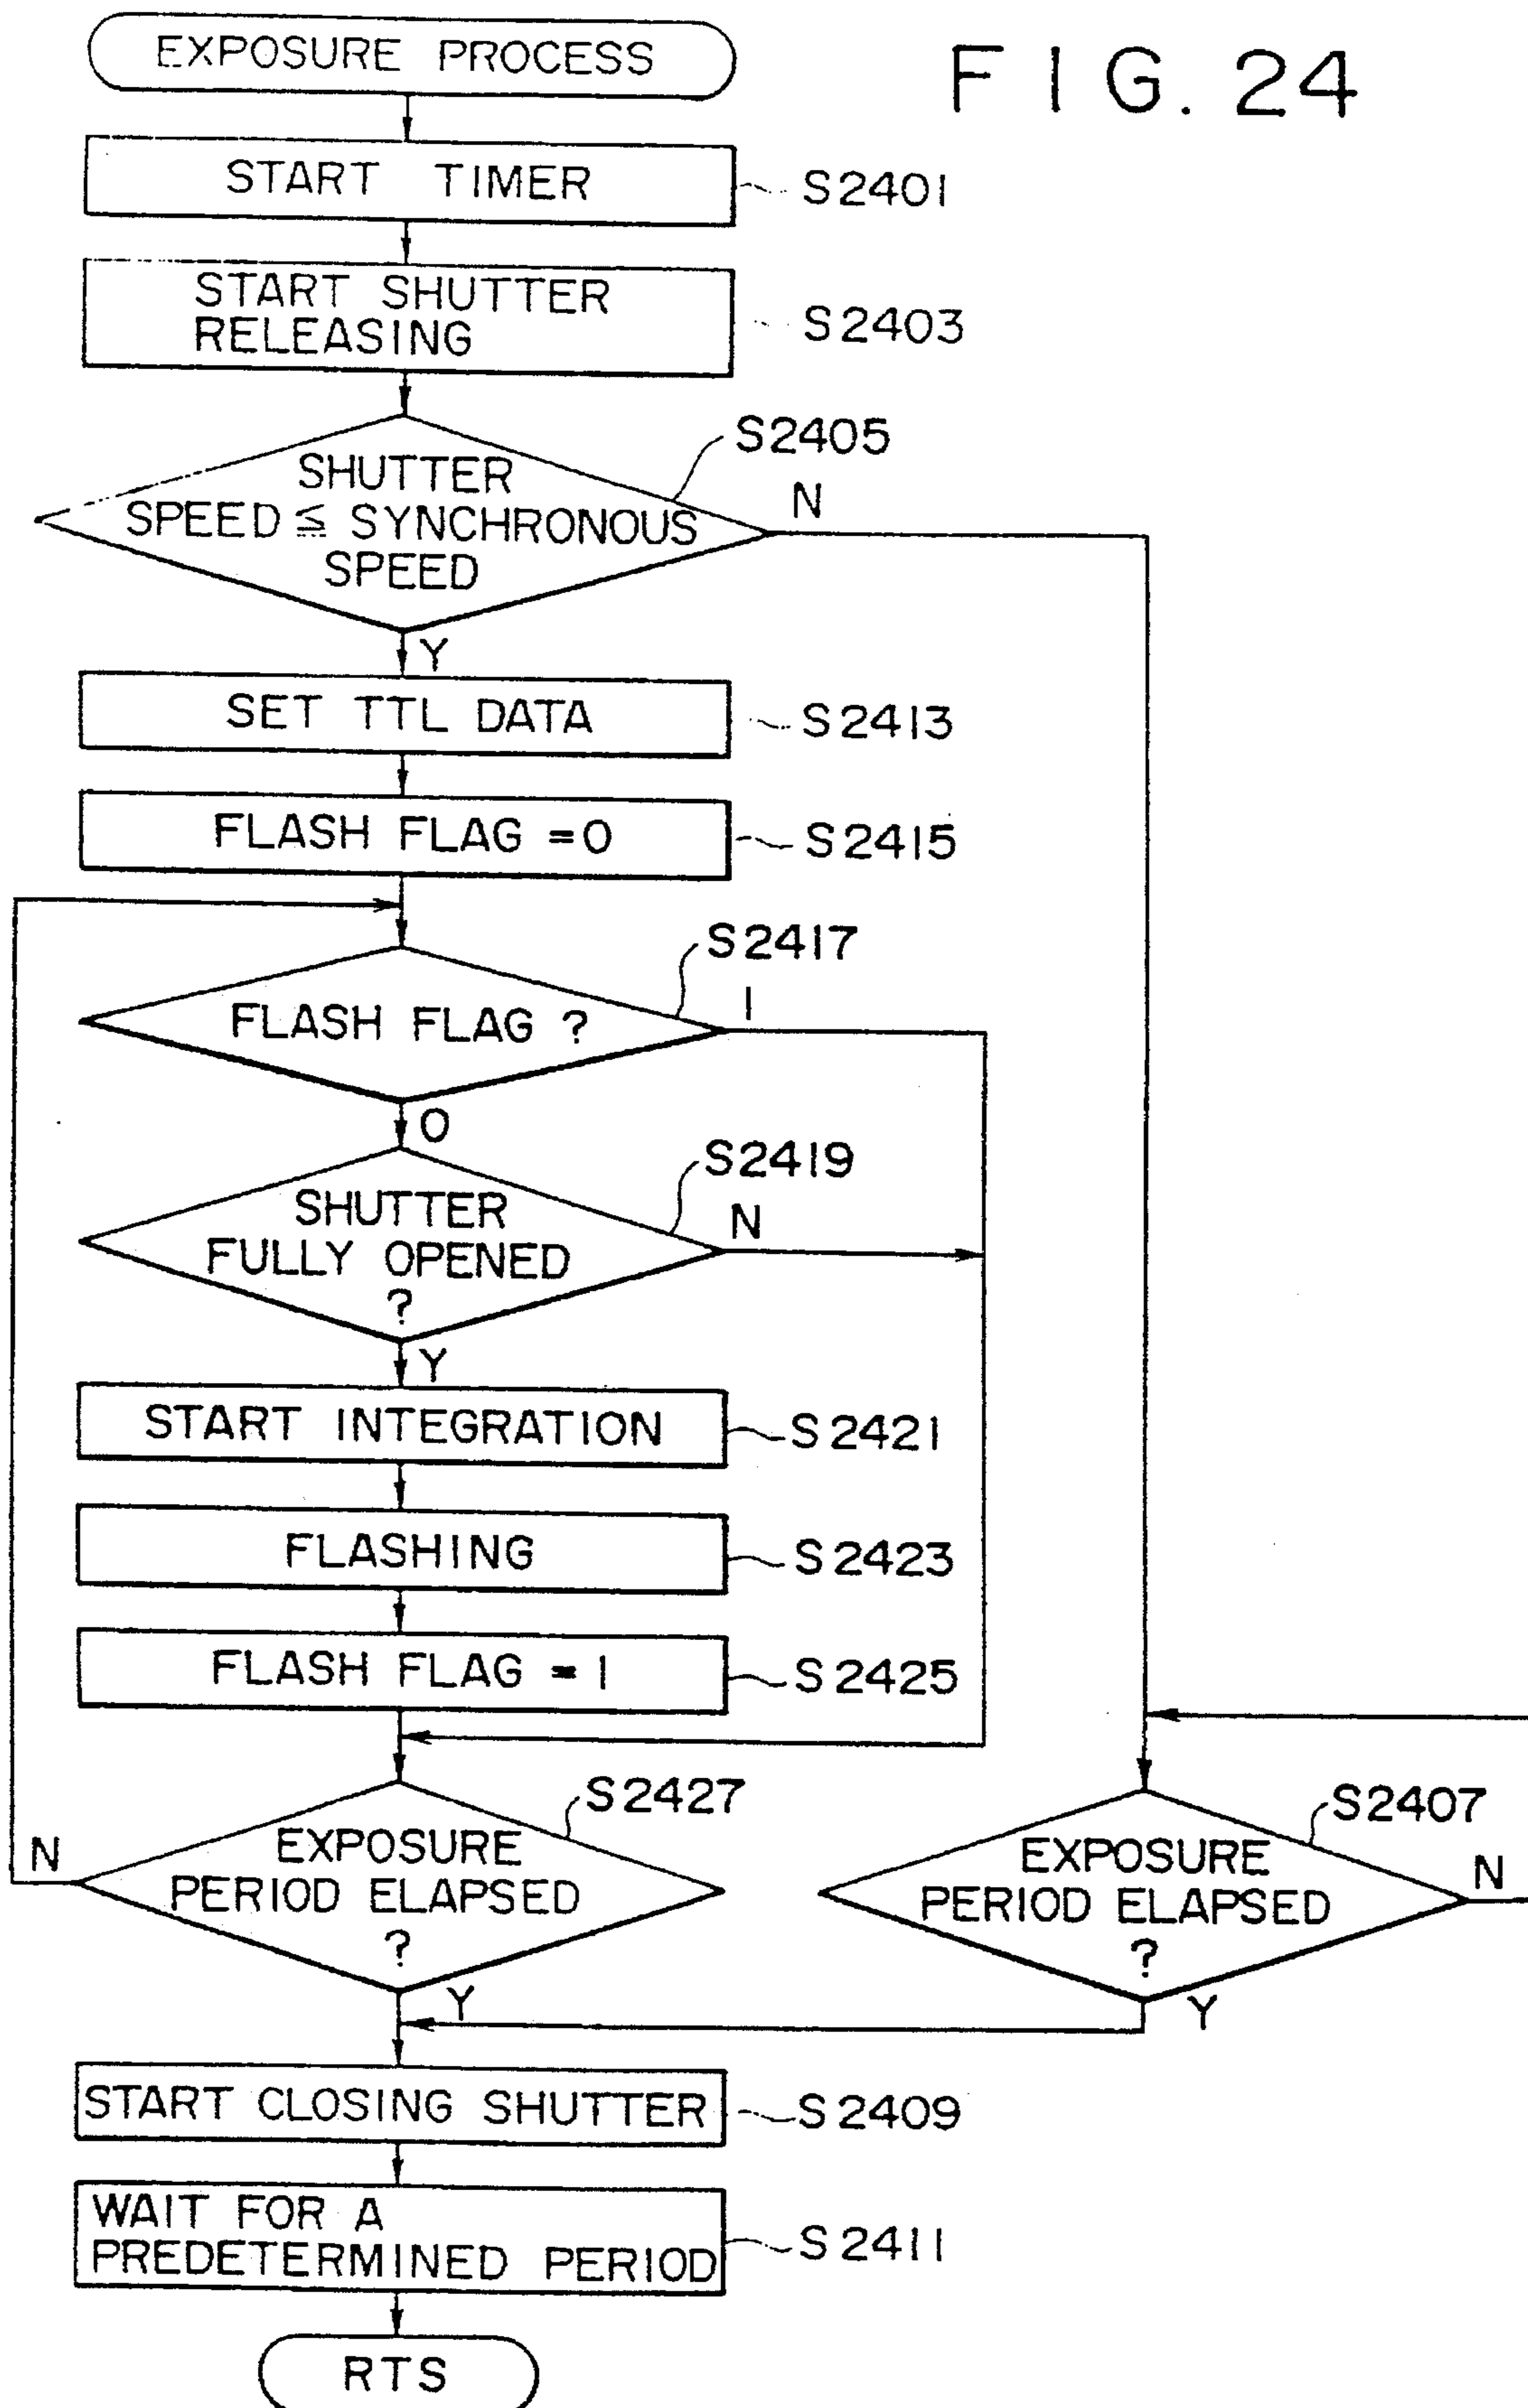 EXPOSURE PROCESS
FIG. 24
START TIMER
S2401
START SHUTTER
RELEASING
S2403
S2405
SHUTTER
SPEED ≦ SYNCHRONOUS
SPEED
N
Y
SET TTL DATA
S2413
FLASH FLAG = 0
S2415
S2417
FLASH FLAG ?
1
0
S2419
SHUTTER
FULLY OPENED
?
N
Y
START INTEGRATION
S2421
FLASHING
S2423
FLASH FLAG = 1
S2425
S2427
EXPOSURE
PERIOD ELAPSED
?
N
Y
S2407
EXPOSURE
PERIOD ELAPSED
?
N
Y
START CLOSING SHUTTER
S2409
WAIT FOR A
PREDETERMINED PERIOD
S2411
RTS